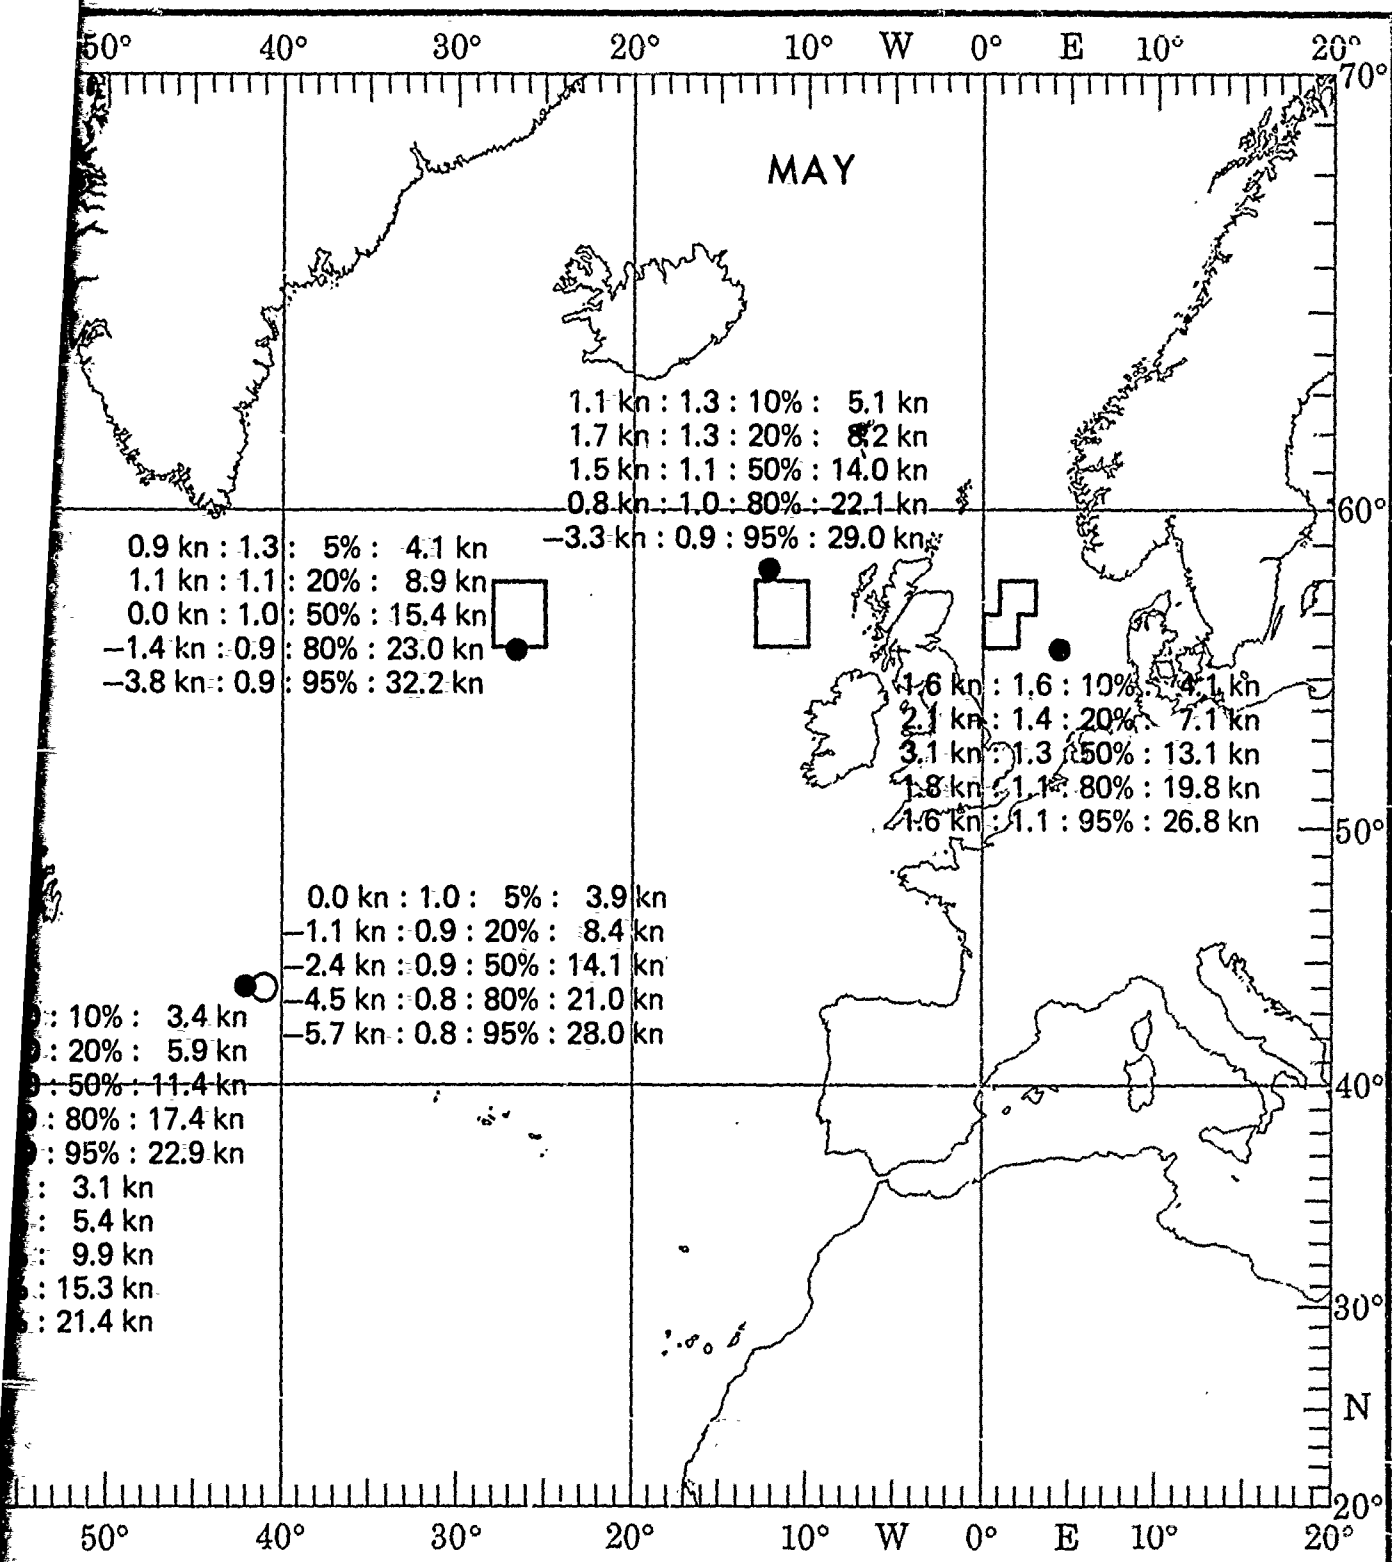 50° 40° 30° 20° 10° W 0° E 10° 20°
70°
MAY
1.1 kn : 1.3 : 10% : 5.1 kn
1.7 kn : 1.3 : 20% : 8.2 kn
1.5 kn : 1.1 : 50% : 14.0 kn
0.8 kn : 1.0 : 80% : 22.1 kn
−3.3 kn : 0.9 : 95% : 29.0 kn
60°
0.9 kn : 1.3 : 5% : 4.1 kn
1.1 kn : 1.1 : 20% : 8.9 kn
0.0 kn : 1.0 : 50% : 15.4 kn
−1.4 kn : 0.9 : 80% : 23.0 kn
−3.8 kn : 0.9 : 95% : 32.2 kn
1.6 kn : 1.6 : 10% : 4.1 kn
2.1 kn : 1.4 : 20% : 7.1 kn
3.1 kn : 1.3 : 50% : 13.1 kn
1.8 kn : 1.1 : 80% : 19.8 kn
1.6 kn : 1.1 : 95% : 26.8 kn
50°
0.0 kn : 1.0 : 5% : 3.9 kn
−1.1 kn : 0.9 : 20% : 8.4 kn
−2.4 kn : 0.9 : 50% : 14.1 kn
−4.5 kn : 0.8 : 80% : 21.0 kn
−5.7 kn : 0.8 : 95% : 28.0 kn
: 10% : 3.4 kn
: 20% : 5.9 kn
: 50% : 11.4 kn
: 80% : 17.4 kn
: 95% : 22.9 kn
40°
: 3.1 kn
: 5.4 kn
: 9.9 kn
: 15.3 kn
: 21.4 kn
30°
N
20°
50° 40° 30° 20° 10° W 0° E 10° 20°